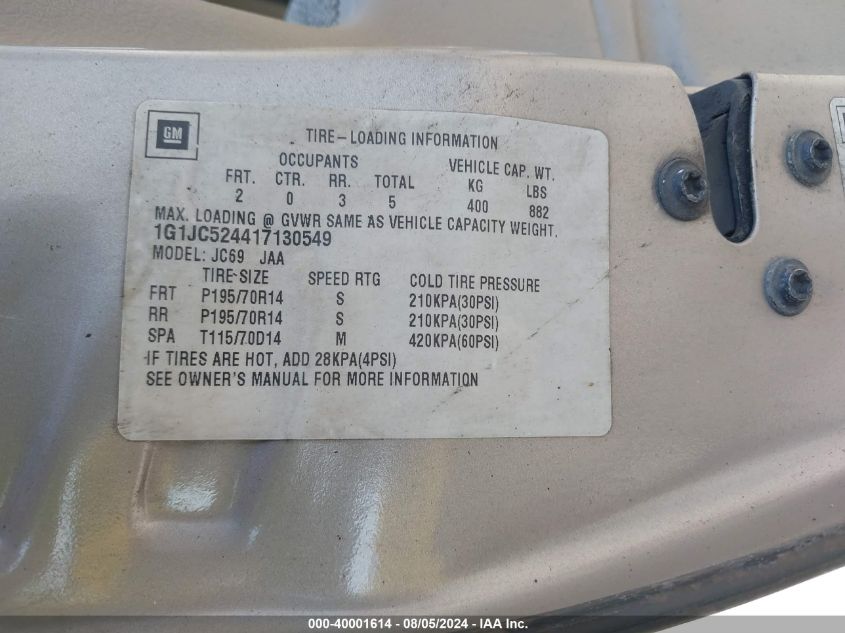 GM
TIRE-LOADING INFORMATION
OCCUPANTS VEHICLE CAP. WT.
FRT. CTR. RR. TOTAL KG LBS
2 0 3 5 400 882
MAX. LOADING @ GVWR SAME AS VEHICLE CAPACITY WEIGHT.
1G1JC524417130549
MODEL: JC69 JAA
TIRE-SIZE SPEED RTG COLD TIRE PRESSURE
FRT P195/70R14 S 210KPA(30PSI)
RR P195/70R14 S 210KPA(30PSI)
SPA T115/70D14 M 420KPA(60PSI)
IF TIRES ARE HOT, ADD 28KPA(4PSI)
SEE OWNER'S MANUAL FOR MORE INFORMATION
000-40001614 - 08/05/2024 - IAA Inc.